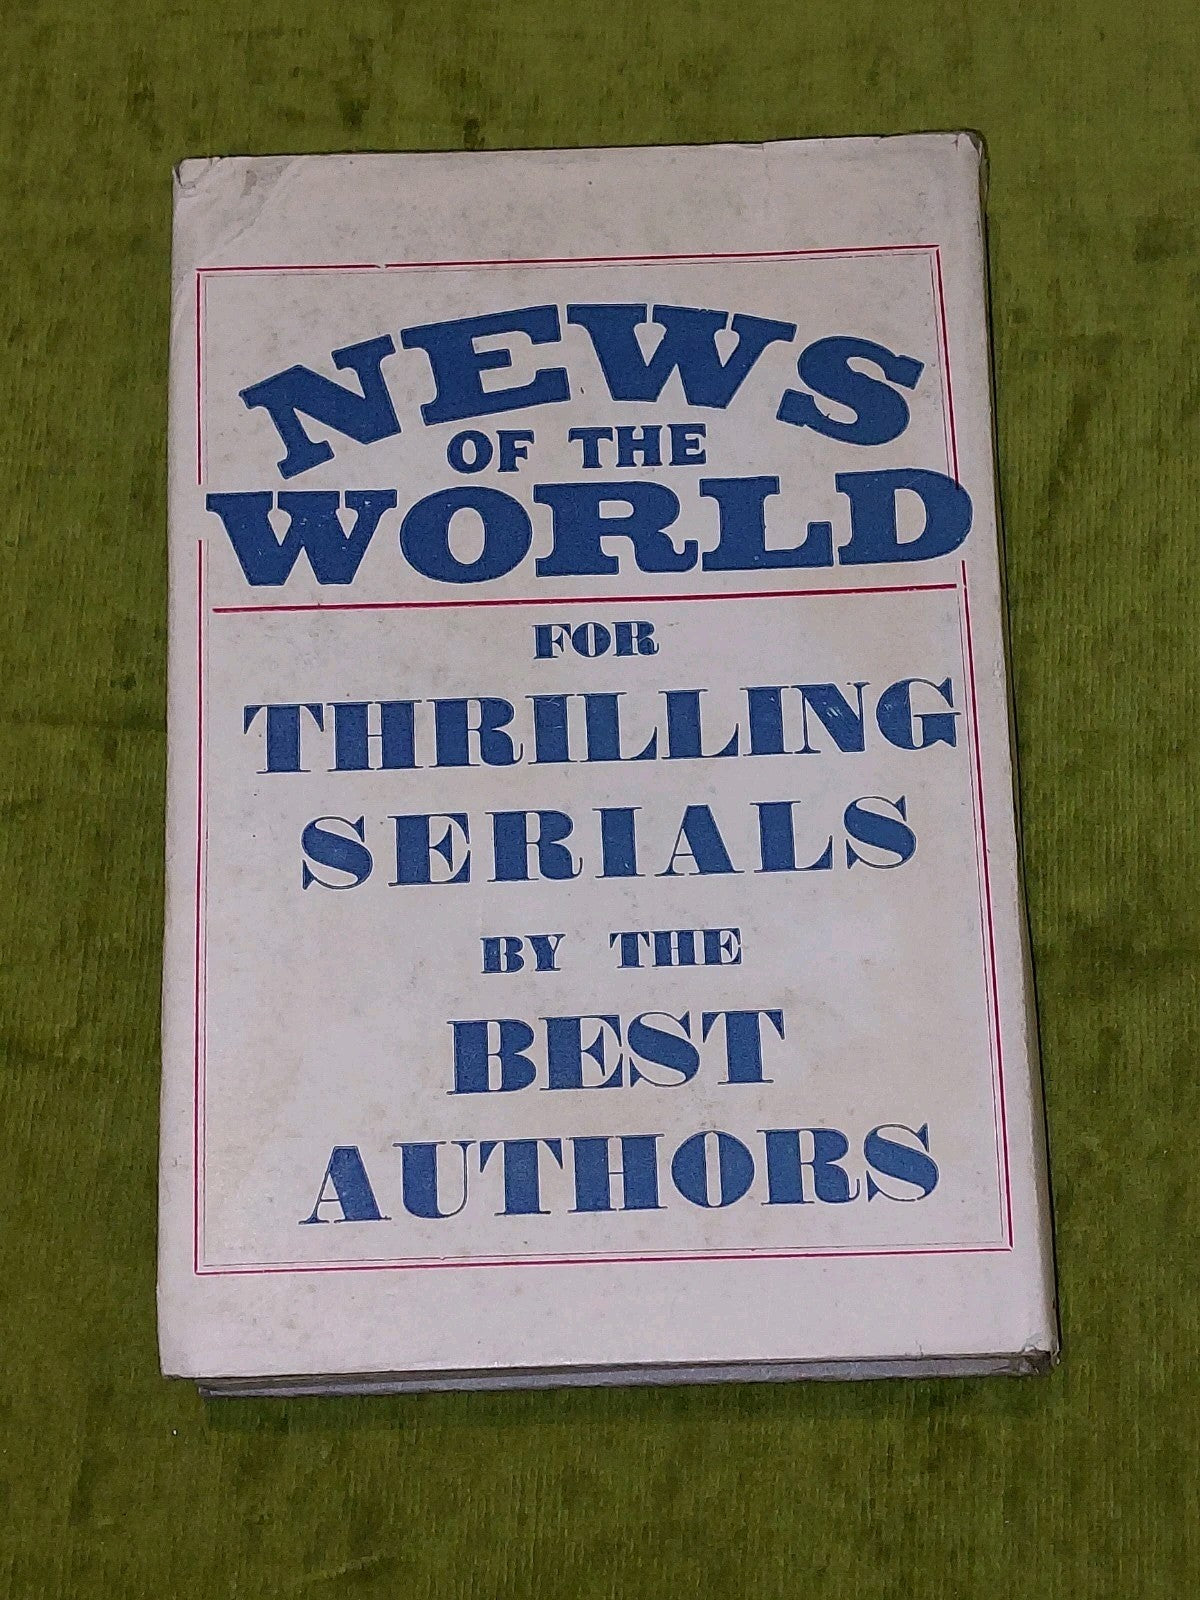 NEWS
OF THE
WORLD
FOR
THRILLING
SERIALS
BY THE
BEST
AUTHORS